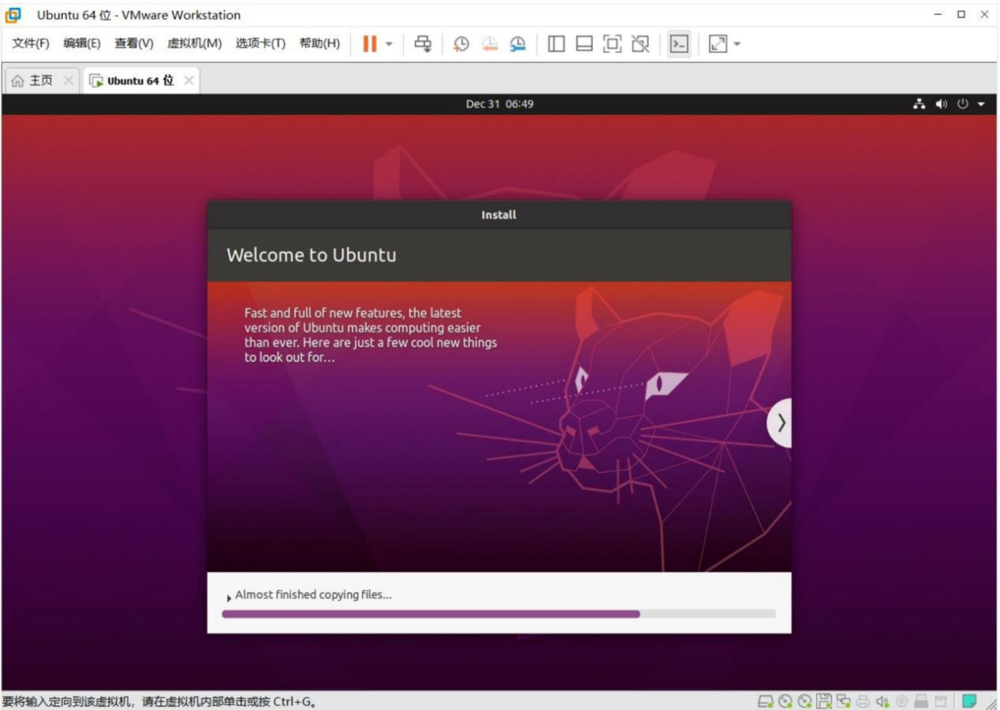 Ubuntu 64 位 - VMware Workstation
文件(F) 编辑(E) 查看(V) 虚拟机(M) 选项卡(T) 帮助(H)
主页 Ubuntu 64 位
Dec 31 06:49
Install
Welcome to Ubuntu
Fast and full of new features, the latest
version of Ubuntu makes computing easier
than ever. Here are just a few cool new things
to look out for...
Almost finished copying files...
要将输入定向到该虚拟机，请在虚拟机内部单击或按 Ctrl+G。